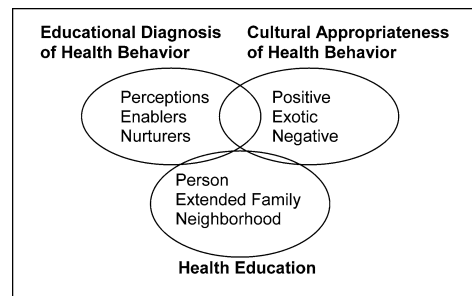 Educational Diagnosis
of Health Behavior
Cultural Appropriateness
of Health Behavior
Perceptions
Enablers
Nurturers
Positive
Exotic
Negative
Person
Extended Family
Neighborhood
Health Education